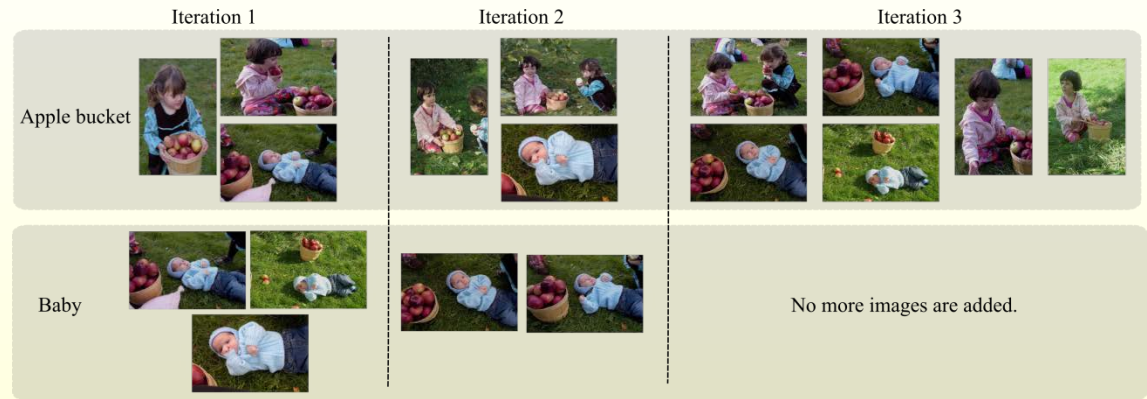 Iteration 1
Iteration 2
Iteration 3
Apple bucket
Baby
No more images are added.